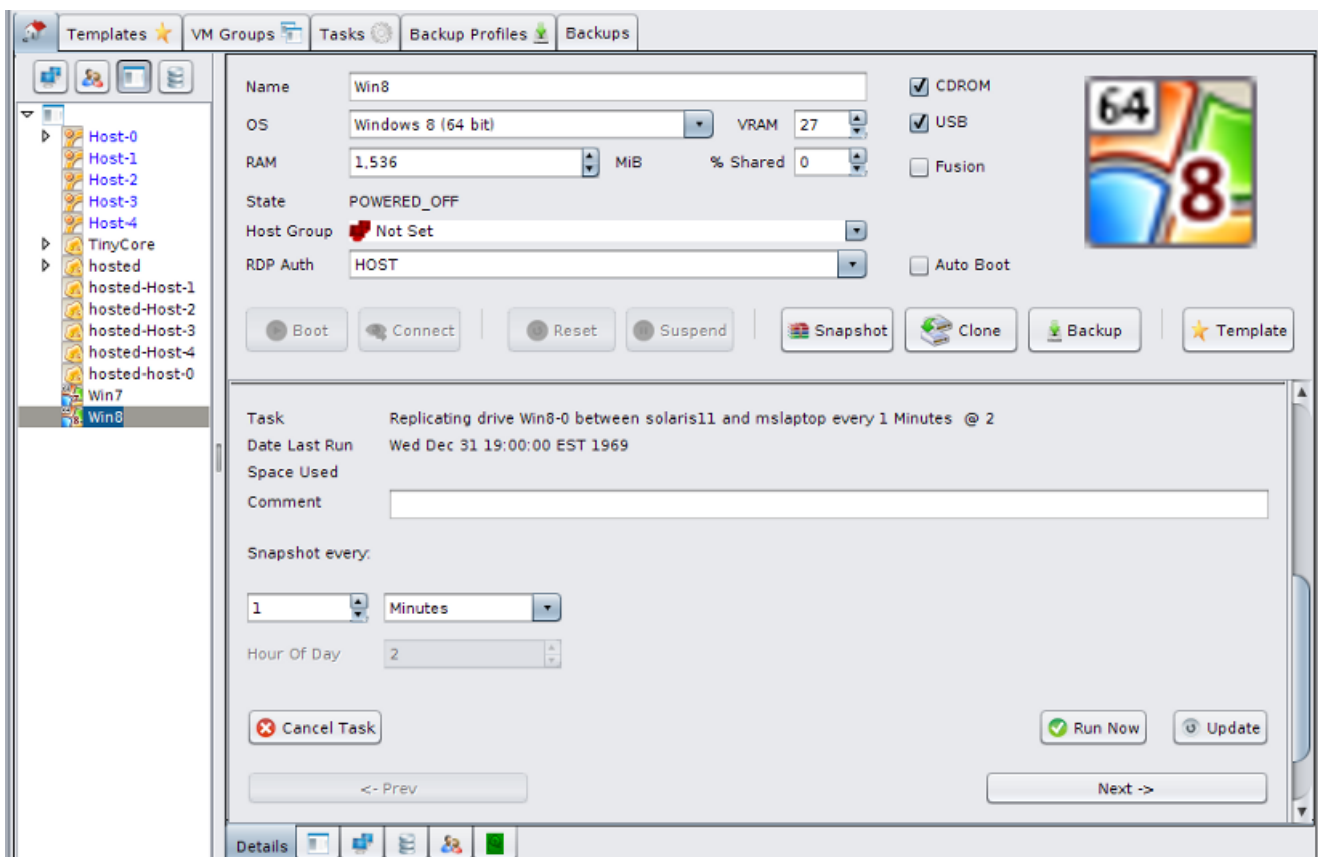 Templates VM Groups Tasks Backup Profiles Backups
Host-0
Host-1
Host-2
Host-3
Host-4
TinyCore
hosted
hosted-Host-1
hosted-Host-2
hosted-Host-3
hosted-Host-4
hosted-host-0
Win7
Win8
Name Win8 CDROM
OS Windows 8 (64 bit) VRAM 27 USB
RAM 1,536 MiB % Shared 0 Fusion
State POWERED_OFF
Host Group Not Set
RDP Auth HOST Auto Boot
64
8
Boot Connect Reset Suspend Snapshot Clone Backup Template
Task Replicating drive Win8-0 between solaris11 and mslaptop every 1 Minutes @ 2
Date Last Run Wed Dec 31 19:00:00 EST 1969
Space Used
Comment
Snapshot every:
1 Minutes
Hour Of Day 2
Cancel Task Run Now Update
<- Prev Next ->
Details